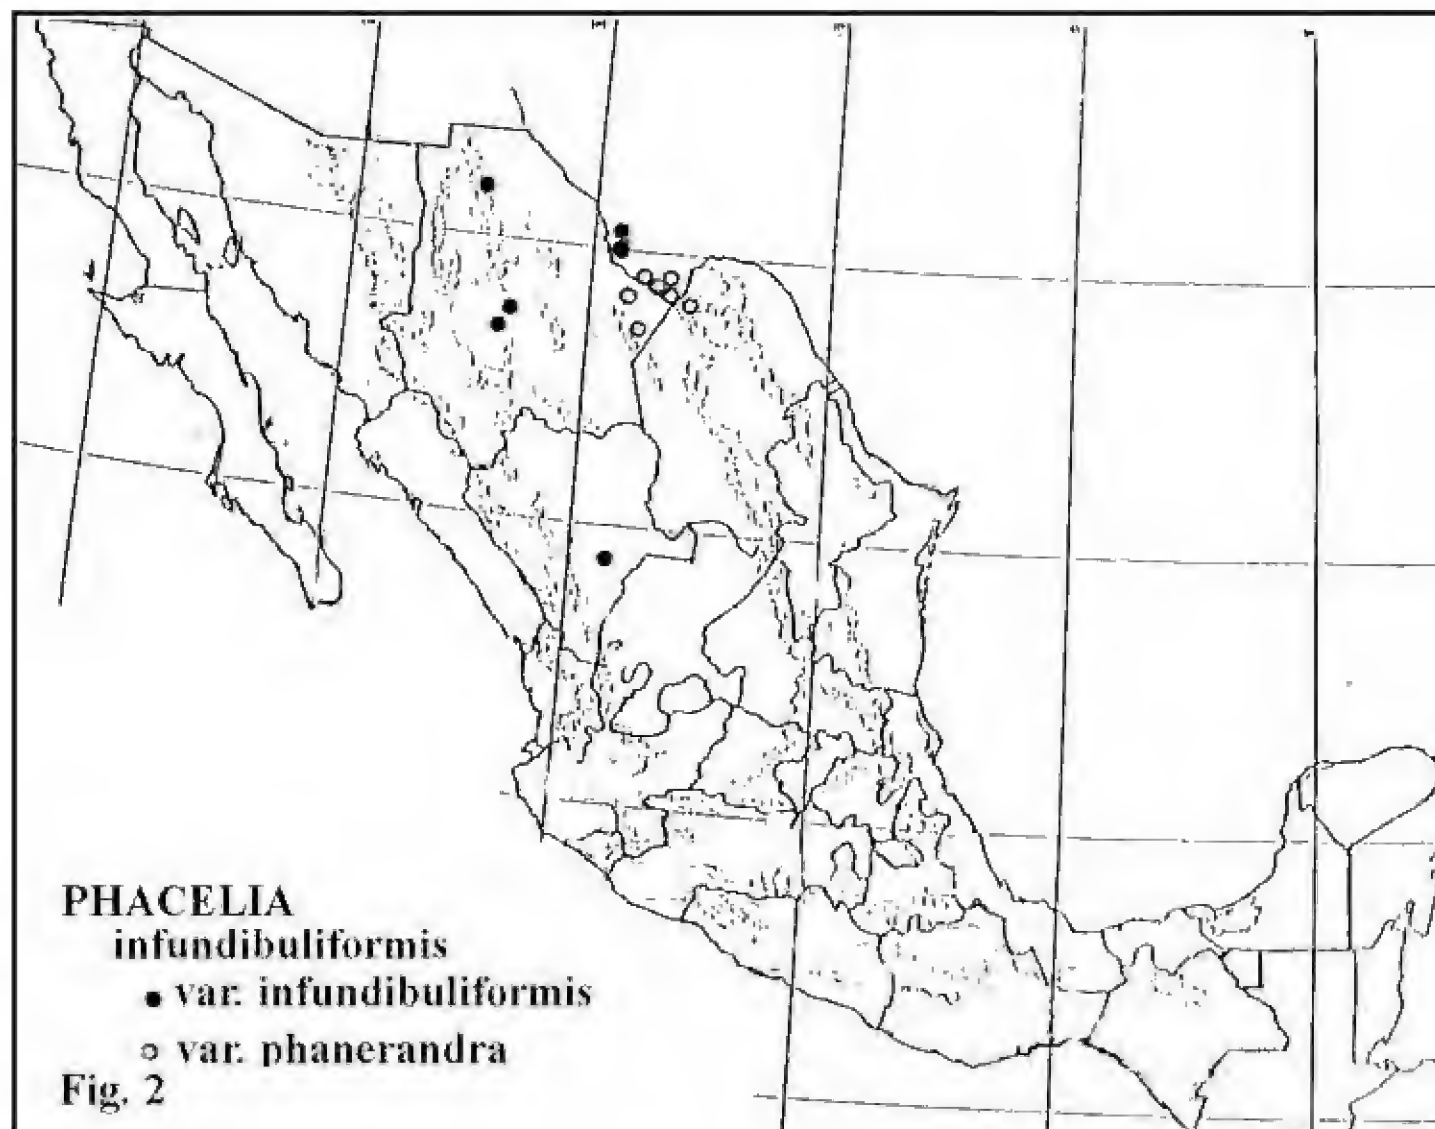 PHACELIA
infundibuliformis
● var. infundibuliformis
○ var. phanerandra
Fig. 2